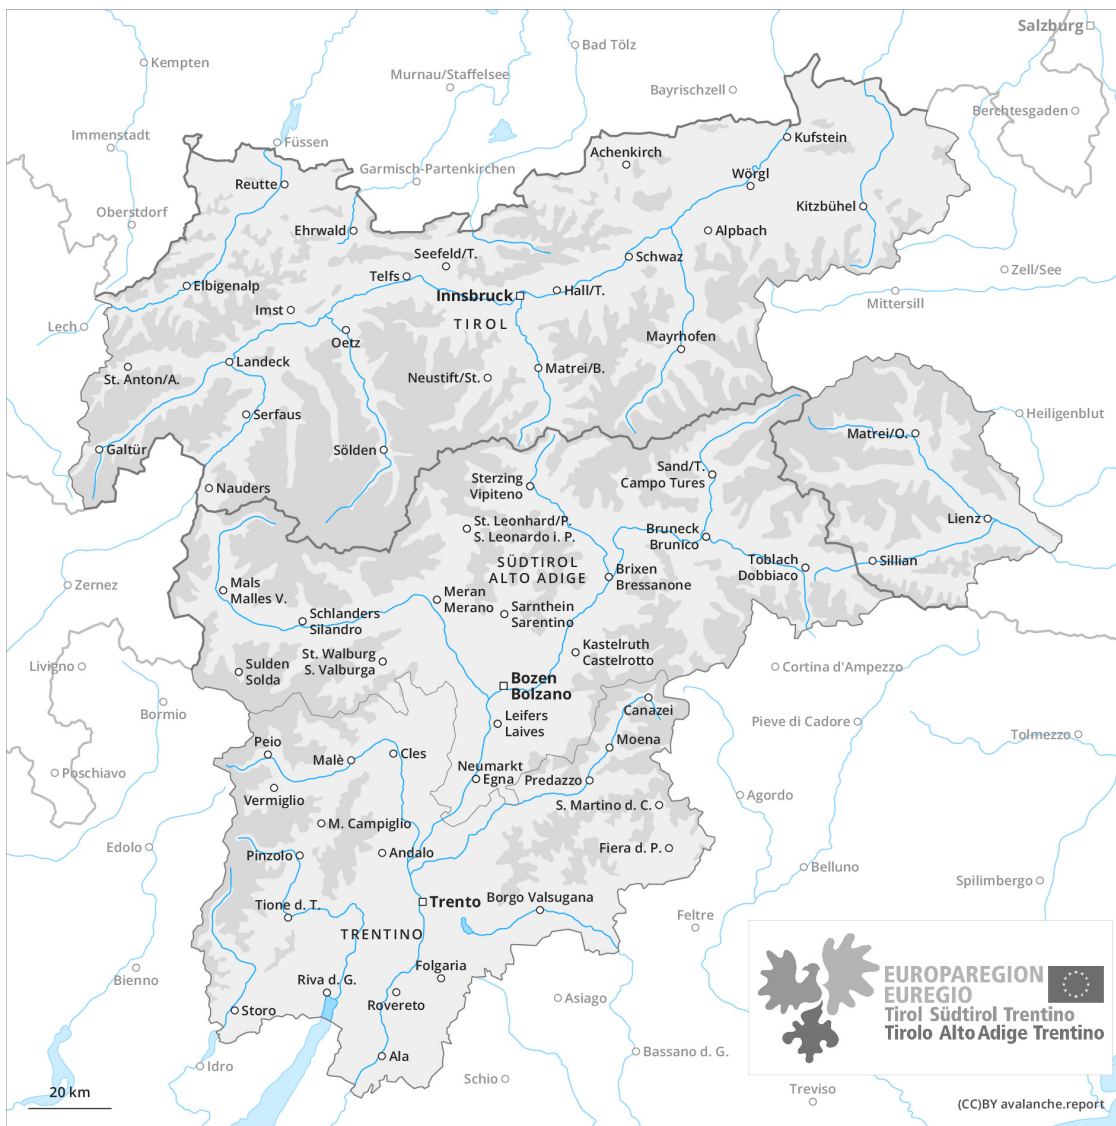 Salzburg
Bad Tölz
Kempten
Murnau/Staffelsee
Bayrischzell
Berchtesgaden
Immenstadt
Füssen
Kufstein
Achenkirch
Garmisch-Partenkirchen
Wörgl
Reutte
Kitzbühel
Oberstdorf
Ehrwald
Alpbach
Seefeld/T.
Schwaz
Zell/See
Telfs
Elbigenalp
Innsbruck
Hall/T.
Mittersill
Imst
TIROL
Lech
Oetz
Mayrhofen
Landeck
Matrei/B.
St. Anton/A.
Neustift/St.
Serfaus
Heiligenblut
Matrei/O.
Galtür
Sölden
Sand/T.
Campo Tures
Sterzing
Vipiteno
Nauders
Lienz
St. Leonhard/P.
S. Leonardo i. P.
Bruneck
Brunico
SÜDTIROL
ALTO ADIGE
Toblach
Dobbiaco
Sillian
Brixen
Bressanone
Zernez
Mals
Malles V.
Meran
Merano
Sarnthein
Sarentino
Schlanders
Silandro
Kastelruth
Castelrotto
St. Walburg
S. Valburga
Livigno
Sulden
Solda
Cortina d'Ampezzo
Bozen
Bolzano
Bormio
Canazei
Leifers
Laives
Pieve di Cadore
Tolmezzo
Peio
Moena
Cles
Malè
Poschiavo
Neumarkt
Egna
Predazzo
Vermiglio
Agordo
S. Martino d. C.
M. Campiglio
Edolo
Fiera d. P.
Pinzolo
Andalo
Belluno
Spilimbergo
Borgo Valsugana
Trento
Tione d. T.
Feltre
TRENTINO
Folgaria
Bienno
Riva d. G.
Rovereto
Asiago
Storo
EUROPAREGION
EUREGIO
Tirol Südtirol Trentino
Tirolo Alto Adige Trentino
Ala
Bassano d. G.
Idro
Schio
Treviso
20 km
(CC)BY avalanche.report